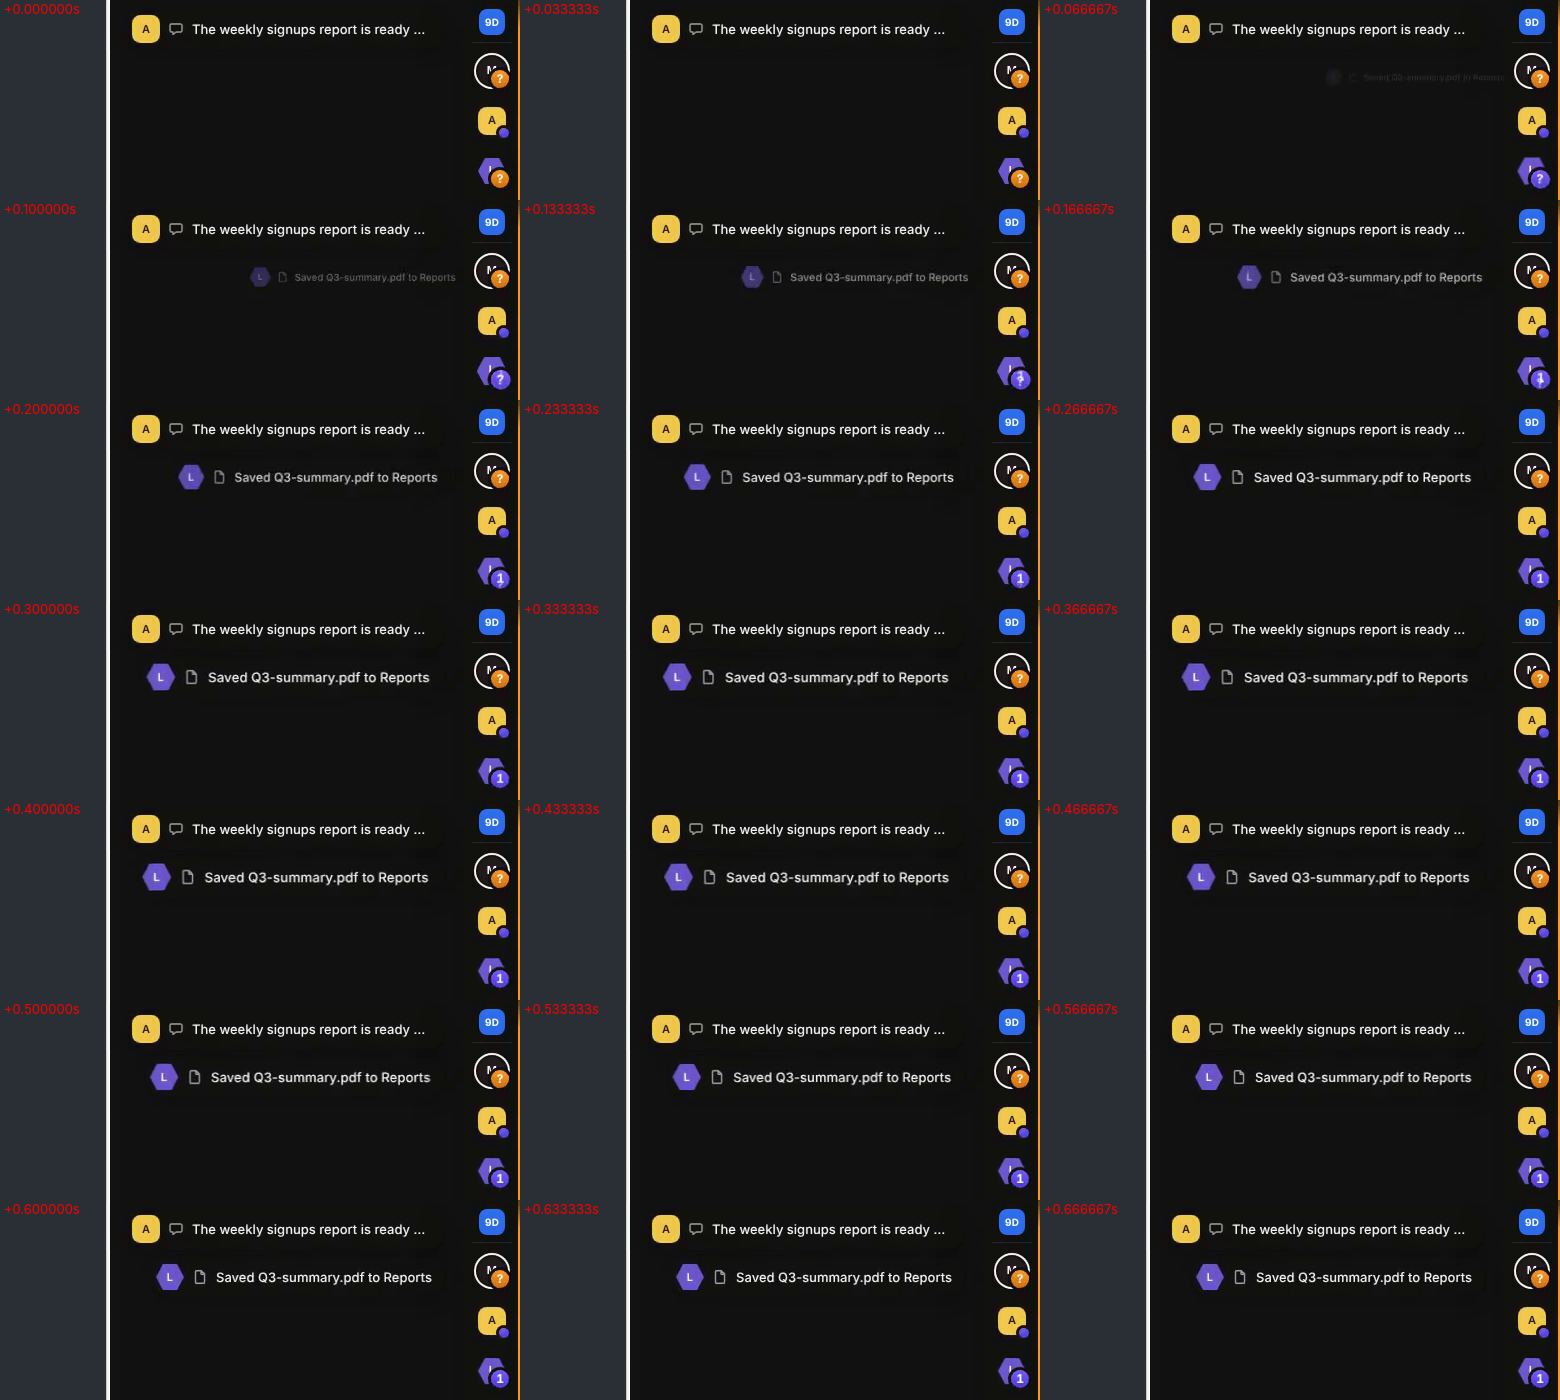 +0.000000s +0.033333s +0.066667s
A The weekly signups report is ready ... 9D A The weekly signups report is ready ... 9D A The weekly signups report is ready ... 9D
M ? M ? L Saved Q3-summary.pdf to Reports M ?
A A A
? ? ?
+0.100000s +0.133333s +0.166667s
A The weekly signups report is ready ... 9D A The weekly signups report is ready ... 9D A The weekly signups report is ready ... 9D
L Saved Q3-summary.pdf to Reports M ? L Saved Q3-summary.pdf to Reports M ? L Saved Q3-summary.pdf to Reports M ?
A A A
?
+0.200000s +0.233333s +0.266667s
A The weekly signups report is ready ... 9D A The weekly signups report is ready ... 9D A The weekly signups report is ready ... 9D
L Saved Q3-summary.pdf to Reports M ? L Saved Q3-summary.pdf to Reports M ? L Saved Q3-summary.pdf to Reports M ?
A A A
1 1 1
+0.300000s +0.333333s +0.366667s
A The weekly signups report is ready ... 9D A The weekly signups report is ready ... 9D A The weekly signups report is ready ... 9D
L Saved Q3-summary.pdf to Reports M ? L Saved Q3-summary.pdf to Reports M ? L Saved Q3-summary.pdf to Reports M ?
A A A
1 1 1
+0.400000s +0.433333s +0.466667s
A The weekly signups report is ready ... 9D A The weekly signups report is ready ... 9D A The weekly signups report is ready ... 9D
L Saved Q3-summary.pdf to Reports M ? L Saved Q3-summary.pdf to Reports M ? L Saved Q3-summary.pdf to Reports M ?
A A A
1 1 1
+0.500000s +0.533333s +0.566667s
A The weekly signups report is ready ... 9D A The weekly signups report is ready ... 9D A The weekly signups report is ready ... 9D
L Saved Q3-summary.pdf to Reports M ? L Saved Q3-summary.pdf to Reports M ? L Saved Q3-summary.pdf to Reports M ?
A A A
1 1 1
+0.600000s +0.633333s +0.666667s
A The weekly signups report is ready ... 9D A The weekly signups report is ready ... 9D A The weekly signups report is ready ... 9D
L Saved Q3-summary.pdf to Reports M ? L Saved Q3-summary.pdf to Reports M ? L Saved Q3-summary.pdf to Reports M ?
A A A
1 1 1